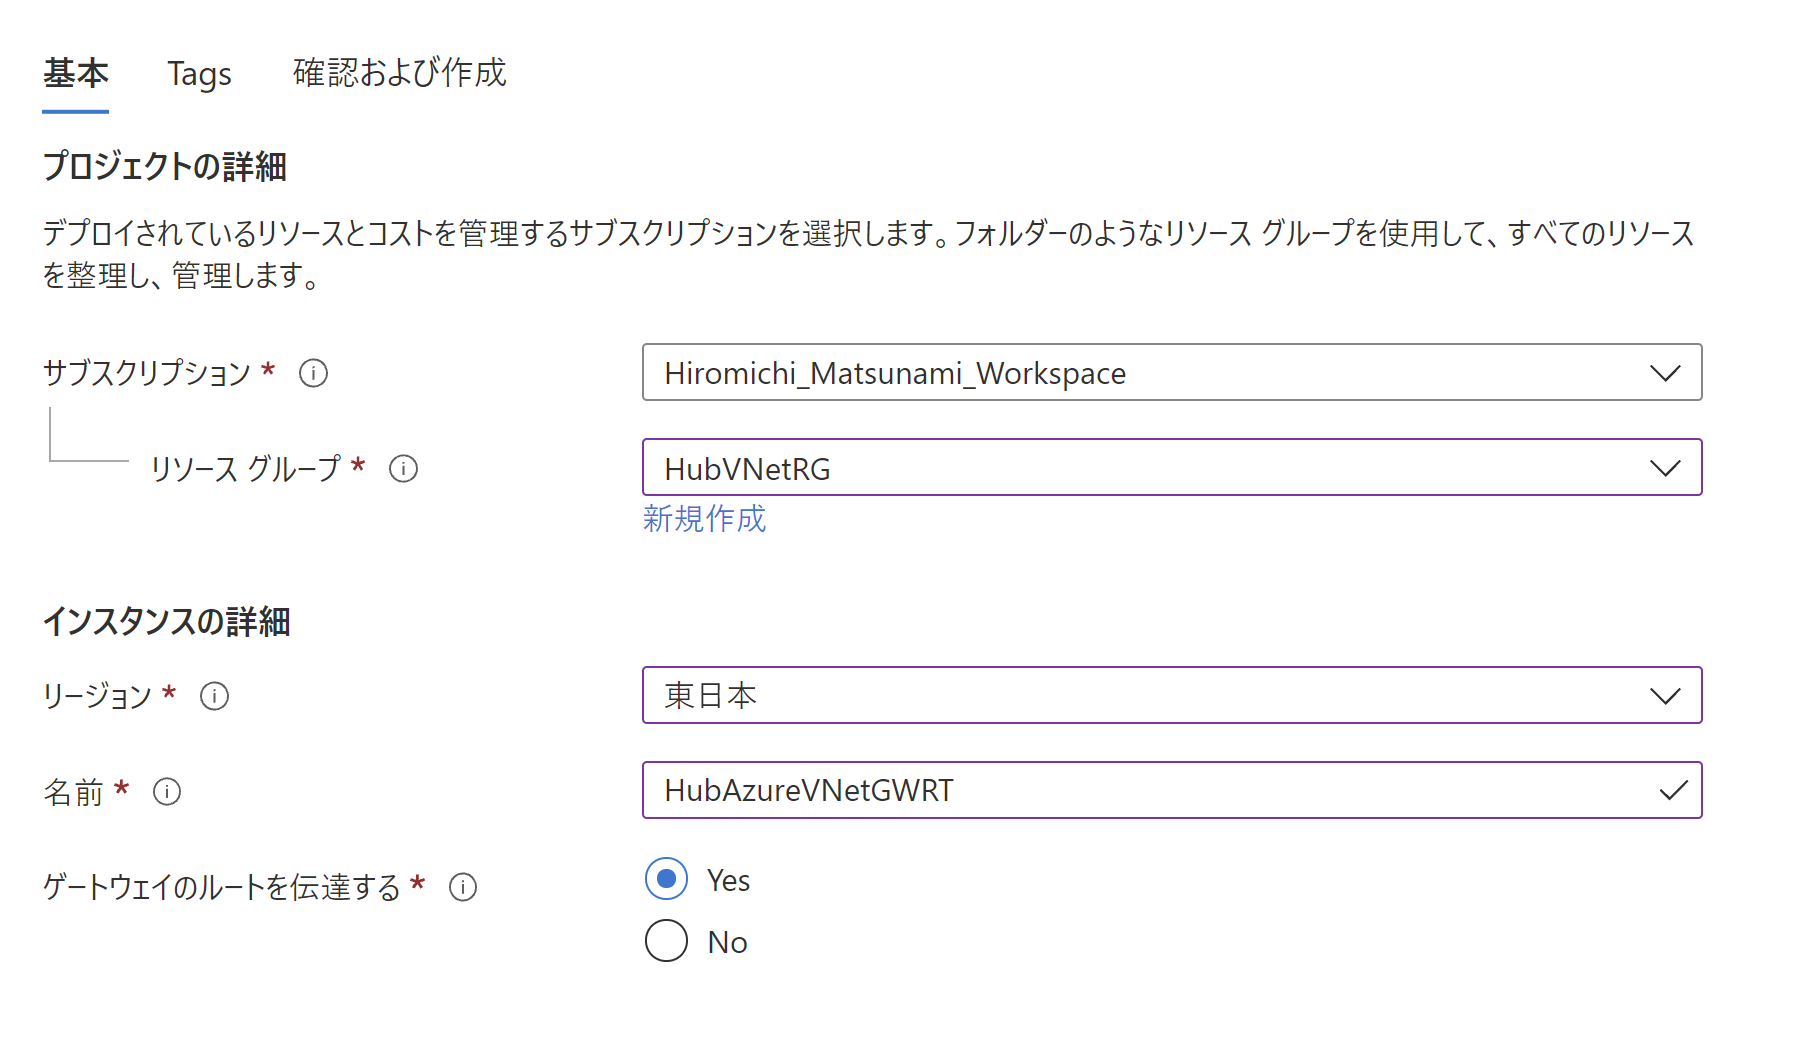 基本 Tags 確認および作成
プロジェクトの詳細
デプロイされているリソースとコストを管理するサブスクリプションを選択します。フォルダーのようなリソース グループを使用して、すべてのリソース
を整理し、管理します。
サブスクリプション *
Hiromichi_Matsunami_Workspace
リソース グループ *
HubVNetRG
新規作成
インスタンスの詳細
リージョン *
東日本
名前 *
HubAzureVNetGWRT
ゲートウェイのルートを伝達する *
Yes
No